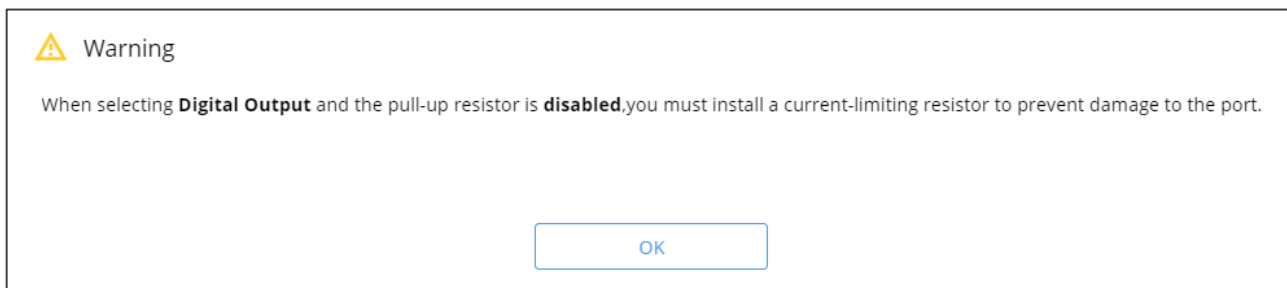 Warning
When selecting Digital Output and the pull-up resistor is disabled,you must install a current-limiting resistor to prevent damage to the port.
OK